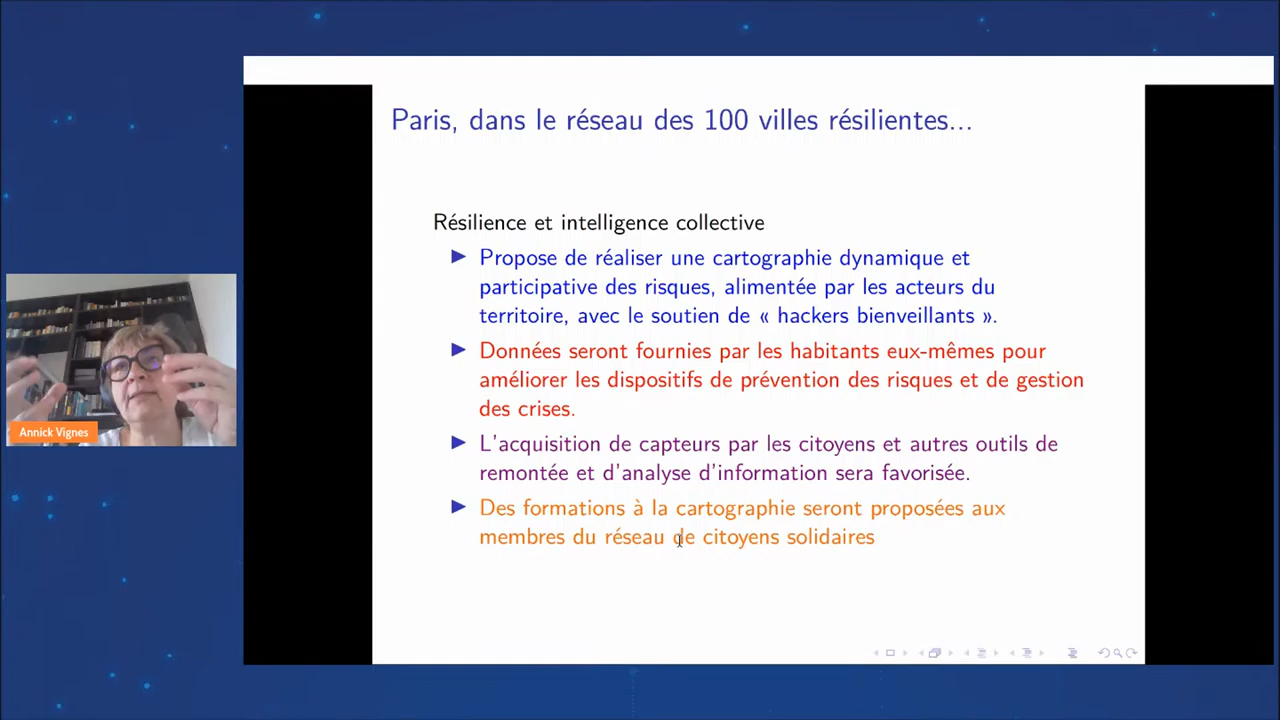 Paris, dans le réseau des 100 villes résilientes...
Résilience et intelligence collective
Propose de réaliser une cartographie dynamique et
participative des risques, alimentée par les acteurs du
territoire, avec le soutien de « hackers bienveillants ».
Données seront fournies par les habitants eux-mêmes pour
améliorer les dispositifs de prévention des risques et de gestion
des crises.
L'acquisition de capteurs par les citoyens et autres outils de
remontée et d'analyse d'information sera favorisée.
Des formations à la cartographie seront proposées aux
membres du réseau de citoyens solidaires
Annick Vignes